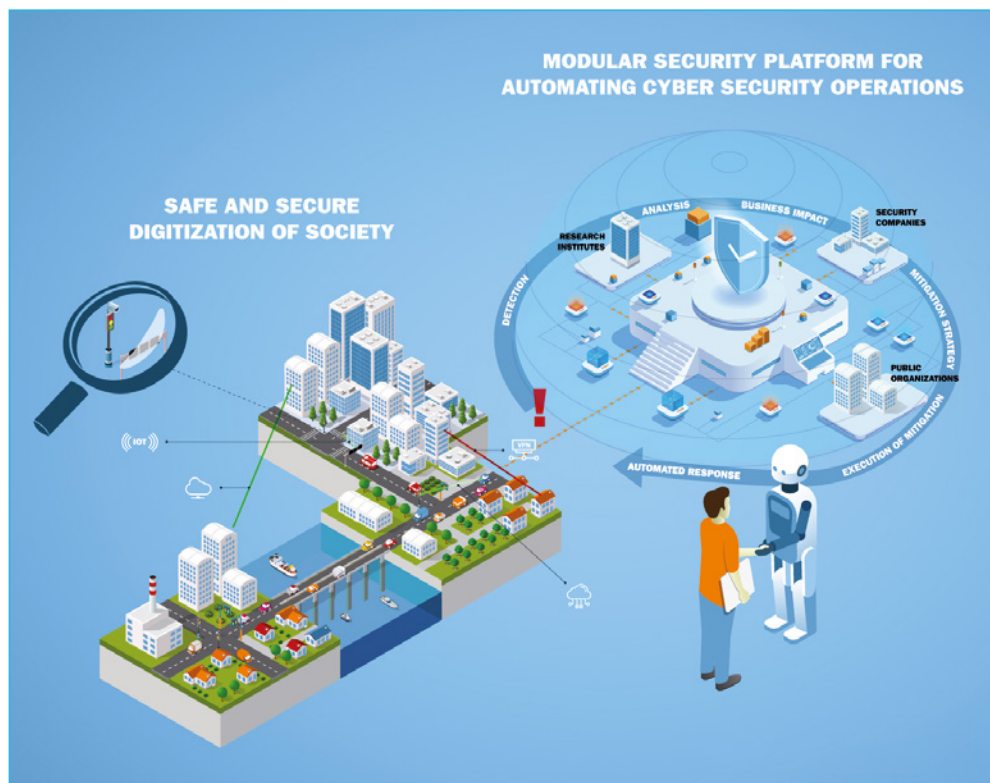 MODULAR SECURITY PLATFORM FOR
AUTOMATING CYBER SECURITY OPERATIONS
SAFE AND SECURE
DIGITIZATION OF SOCIETY
DETECTION
ANALYSIS
BUSINESS IMPACT
MITIGATION STRATEGY
EXECUTION OF MITIGATION
AUTOMATED RESPONSE
RESEARCH
INSTITUTES
SECURITY
COMPANIES
PUBLIC
ORGANIZATIONS
!
IOT
VPN